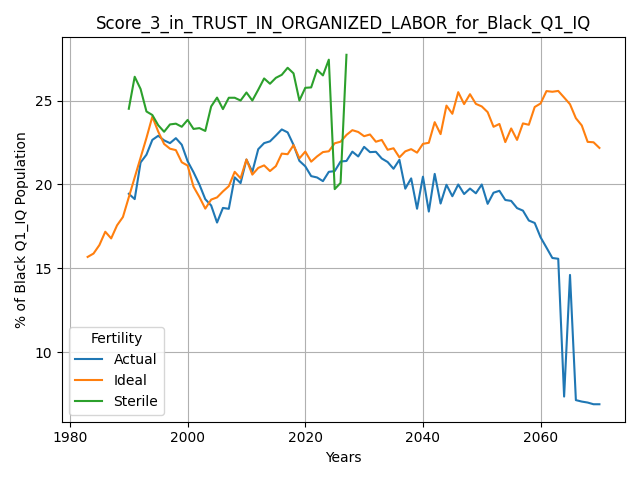 Score_3_in_TRUST_IN_ORGANIZED_LABOR_for_Black_Q1_IQ
% of Black Q1_IQ Population
25
20
15
10
Fertility
Actual
Ideal
Sterile
1980
2000
2020
2040
2060
Years